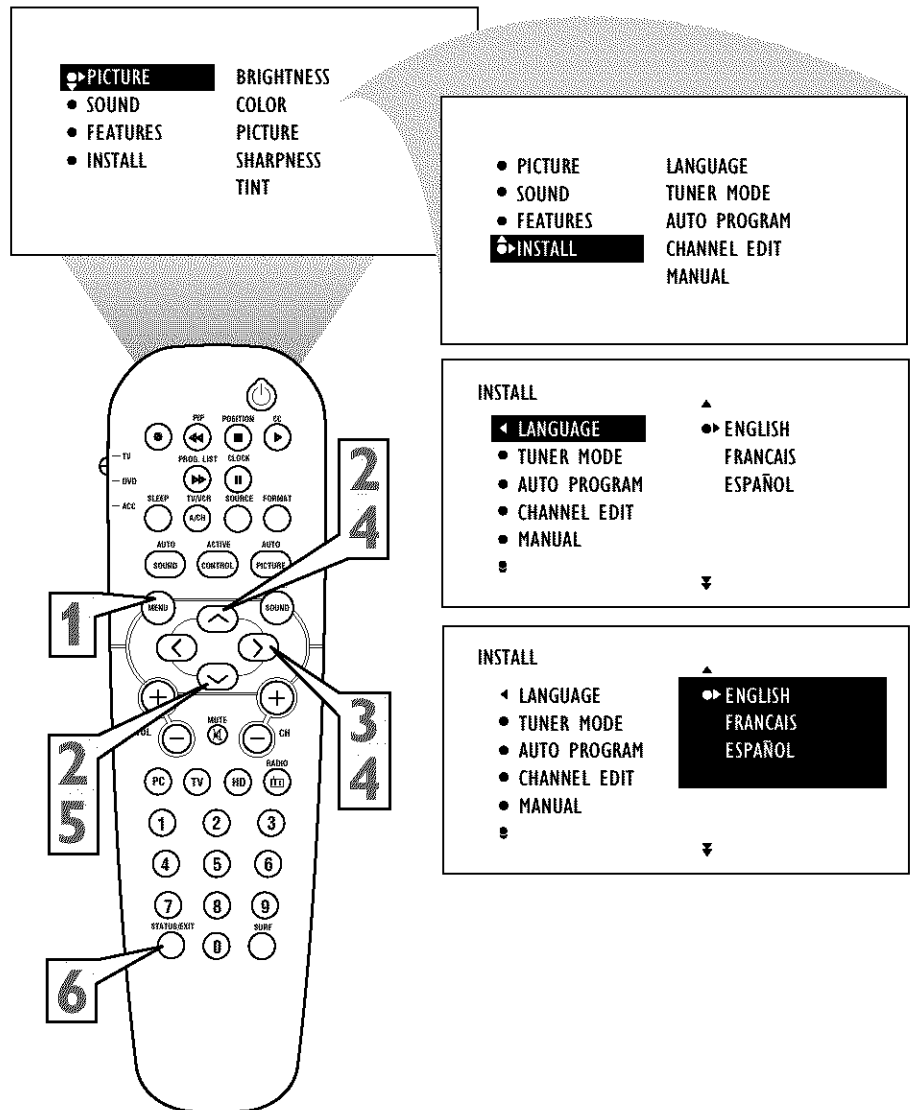 PICTURE BRIGHTNESS
SOUND COLOR
FEATURES PICTURE
INSTALL SHARPNESS
TINT
PICTURE LANGUAGE
SOUND TUNER MODE
FEATURES AUTO PROGRAM
INSTALL CHANNEL EDIT
MANUAL
INSTALL
LANGUAGE ENGLISH
TUNER MODE FRANCAIS
AUTO PROGRAM ESPAÑOL
CHANNEL EDIT
MANUAL
INSTALL
LANGUAGE ENGLISH
TUNER MODE FRANCAIS
AUTO PROGRAM ESPAÑOL
CHANNEL EDIT
MANUAL
POSITION CC
TV
PROG. LIST CLOCK
DVD
ACC
SLEEP TV/VCR SOURCE FORMAT
A/CH
AUTO ACTIVE AUTO
SOUND CONTROL PICTURE
MENU SOUND
MUTE
VOL CH
RADIO
PC TV HD
1 2 3
4 5 6
7 8 9
STATUS/EXIT SURF
0
2
4
1
3
4
2
5
6